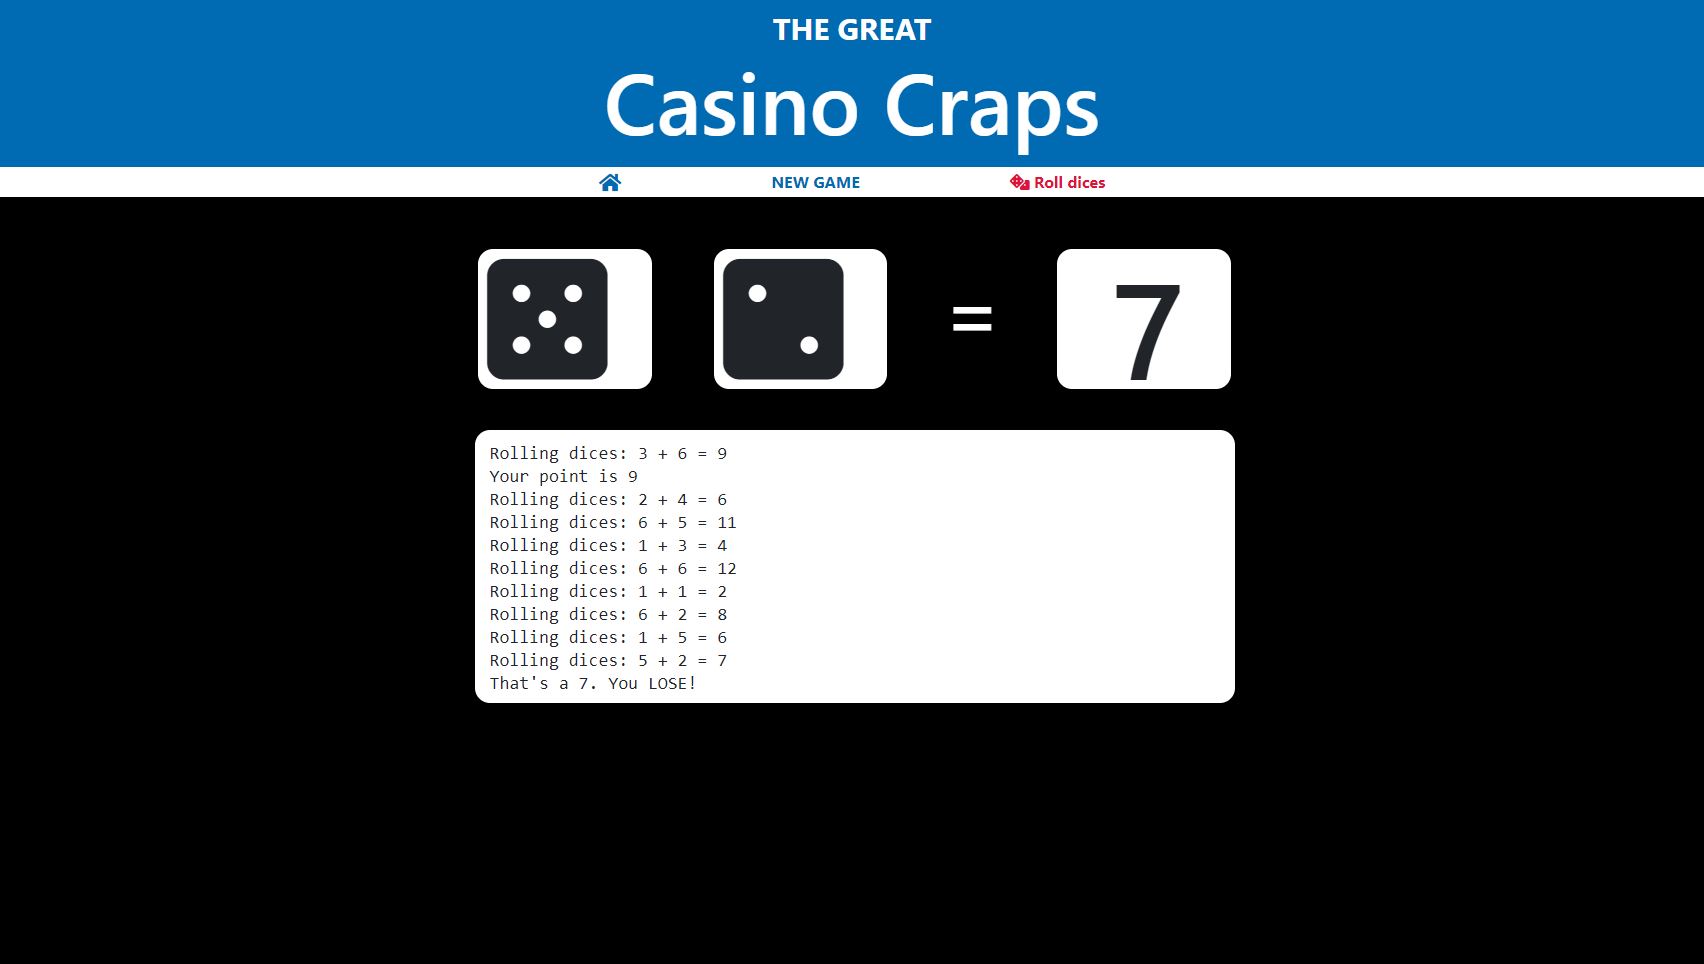 THE GREAT
Casino Craps
NEW GAME
Roll dices
= 7
Rolling dices: 3 + 6 = 9
Your point is 9
Rolling dices: 2 + 4 = 6
Rolling dices: 6 + 5 = 11
Rolling dices: 1 + 3 = 4
Rolling dices: 6 + 6 = 12
Rolling dices: 1 + 1 = 2
Rolling dices: 6 + 2 = 8
Rolling dices: 1 + 5 = 6
Rolling dices: 5 + 2 = 7
That's a 7. You LOSE!